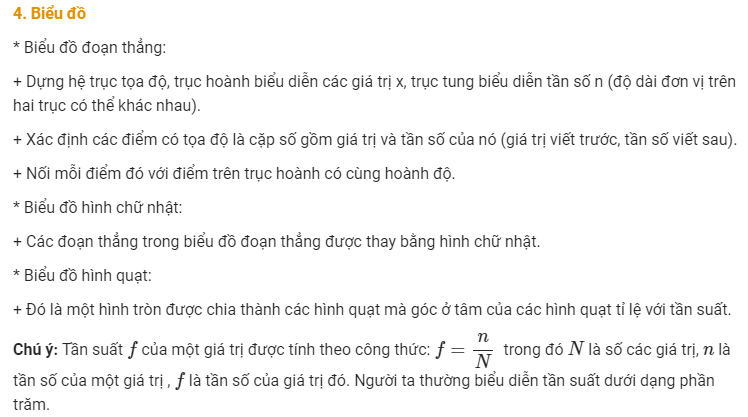 4. Biểu đồ
* Biểu đồ đoạn thẳng:
+ Dựng hệ trục tọa độ, trục hoành biểu diễn các giá trị x, trục tung biểu diễn tần số n (độ dài đơn vị trên
hai trục có thể khác nhau).
+ Xác định các điểm có tọa độ là cặp số gồm giá trị và tần số của nó (giá trị viết trước, tần số viết sau).
+ Nối mỗi điểm đó với điểm trên trục hoành có cùng hoành độ.
* Biểu đồ hình chữ nhật:
+ Các đoạn thẳng trong biểu đồ đoạn thẳng được thay bằng hình chữ nhật.
* Biểu đồ hình quạt:
+ Đó là một hình tròn được chia thành các hình quạt mà góc ở tâm của các hình quạt tỉ lệ với tần suất.
Chú ý: Tần suất f của một giá trị được tính theo công thức: f = n/N trong đó N là số các giá trị, n là
tần số của một giá trị , f là tần số của giá trị đó. Người ta thường biểu diễn tần suất dưới dạng phần
trăm.